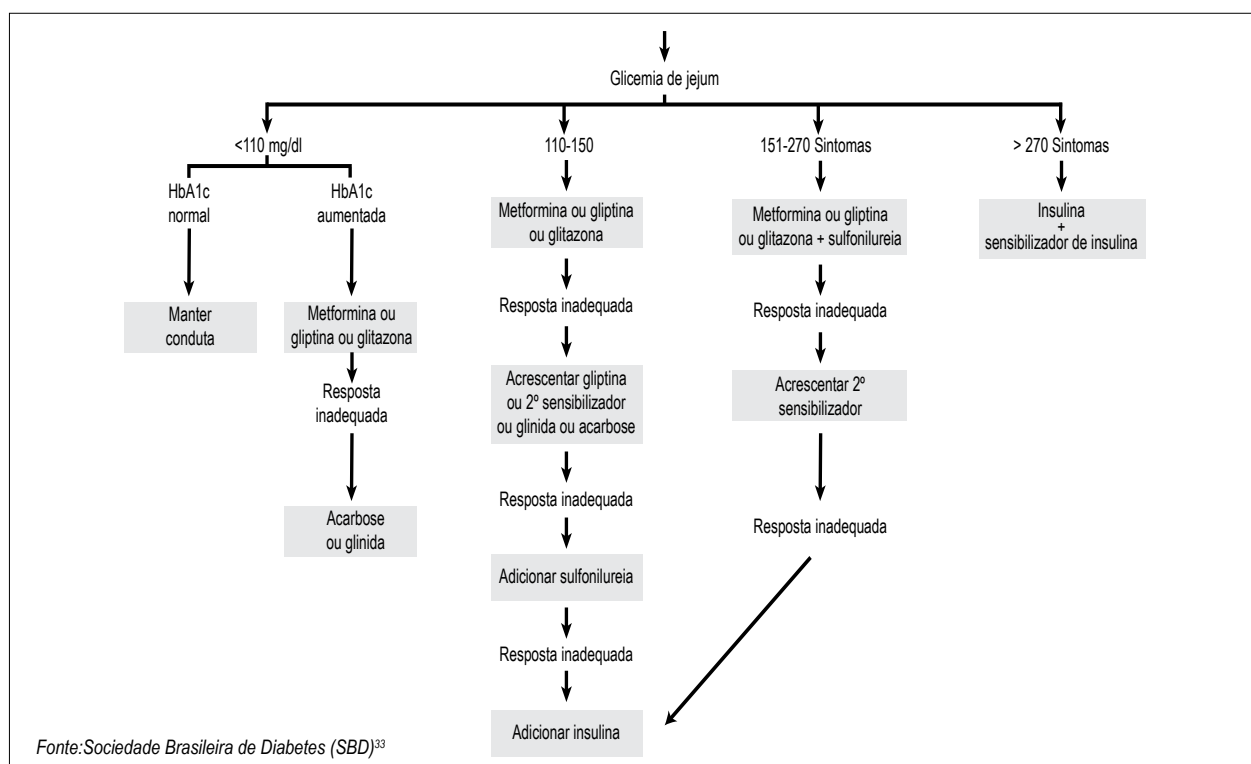 Glicemia de jejum
<110 mg/dl
110-150
151-270 Sintomas
> 270 Sintomas
HbA1c
normal
HbA1c
aumentada
Manter
conduta
Metformina ou
gliptina ou glitazona
Resposta
inadequada
Acarbose
ou glinida
Metformina ou gliptina
ou glitazona
Resposta inadequada
Acrescentar gliptina
ou 2º sensibilizador
ou glinida ou acarbose
Resposta inadequada
Adicionar sulfonilureia
Resposta inadequada
Adicionar insulina
Metformina ou gliptina
ou glitazona + sulfonilureia
Resposta inadequada
Acrescentar 2º
sensibilizador
Resposta inadequada
Insulina
+
sensibilizador de insulina
Fonte:Sociedade Brasileira de Diabetes (SBD)³³